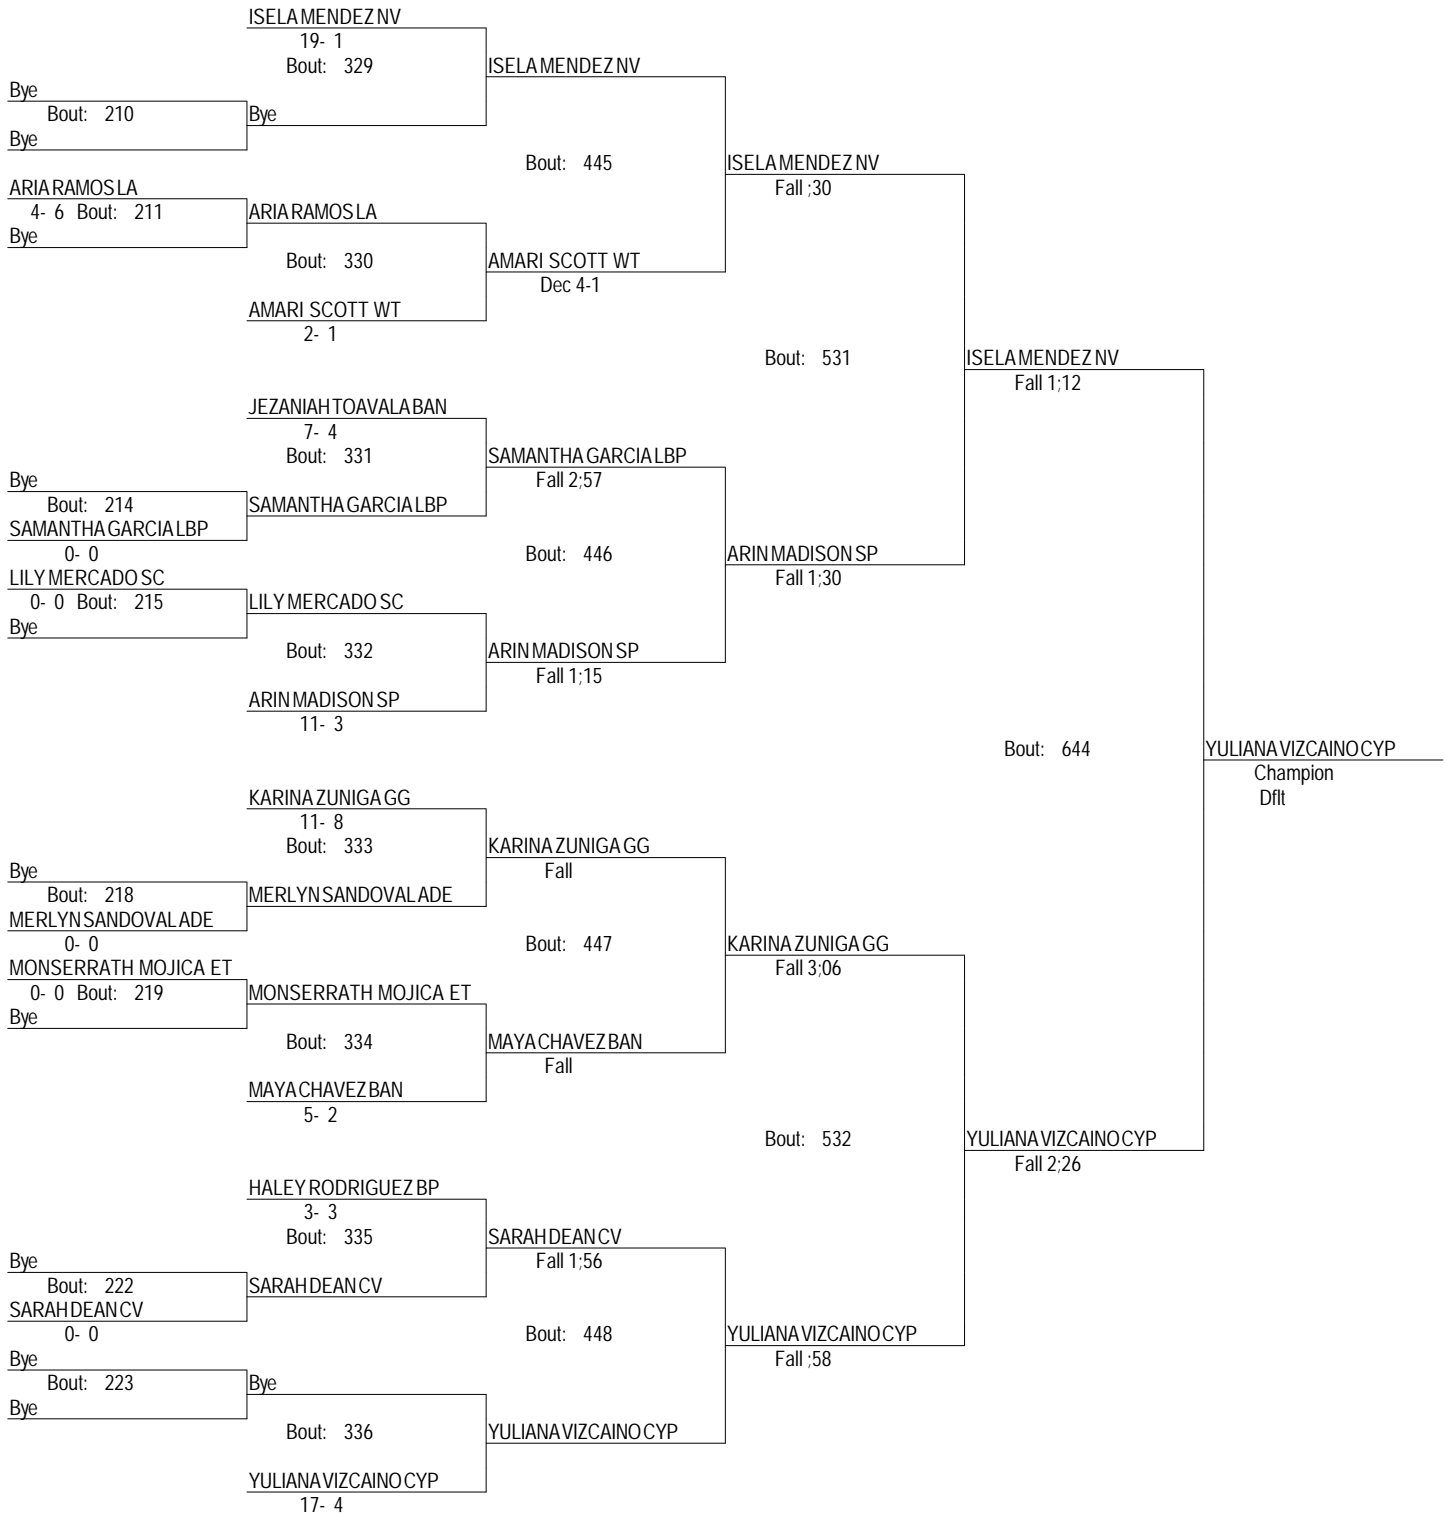 ISELA MENDEZ NV
19- 1
Bout: 329
ISELA MENDEZ NV
Bye
Bout: 210
Bye
Bye
Bout: 445
ISELA MENDEZ NV
Fall ;30
ARIA RAMOS LA
4- 6 Bout: 211
ARIA RAMOS LA
Bye
Bout: 330
AMARI SCOTT WT
Dec 4-1
AMARI SCOTT WT
2- 1
Bout: 531
ISELA MENDEZ NV
Fall 1;12
JEZANIAH TOAVALA BAN
7- 4
Bout: 331
SAMANTHA GARCIA LBP
Fall 2;57
Bye
Bout: 214
SAMANTHA GARCIA LBP
SAMANTHA GARCIA LBP
0- 0
Bout: 446
ARIN MADISON SP
Fall 1;30
LILY MERCADO SC
0- 0 Bout: 215
LILY MERCADO SC
Bye
Bout: 332
ARIN MADISON SP
Fall 1;15
ARIN MADISON SP
11- 3
Bout: 644
YULIANA VIZCAINO CYP
Champion
Dflt
KARINA ZUNIGA GG
11- 8
Bout: 333
KARINA ZUNIGA GG
Fall
Bye
Bout: 218
MERLYN SANDOVAL ADE
MERLYN SANDOVAL ADE
0- 0
Bout: 447
KARINA ZUNIGA GG
Fall 3;06
MONSERRATH MOJICA ET
0- 0 Bout: 219
MONSERRATH MOJICA ET
Bye
Bout: 334
MAYA CHAVEZ BAN
Fall
MAYA CHAVEZ BAN
5- 2
Bout: 532
YULIANA VIZCAINO CYP
Fall 2;26
HALEY RODRIGUEZ BP
3- 3
Bout: 335
SARAH DEAN CV
Fall 1;56
Bye
Bout: 222
SARAH DEAN CV
SARAH DEAN CV
0- 0
Bout: 448
YULIANA VIZCAINO CYP
Fall ;58
Bye
Bout: 223
Bye
Bye
Bout: 336
YULIANA VIZCAINO CYP
YULIANA VIZCAINO CYP
17- 4